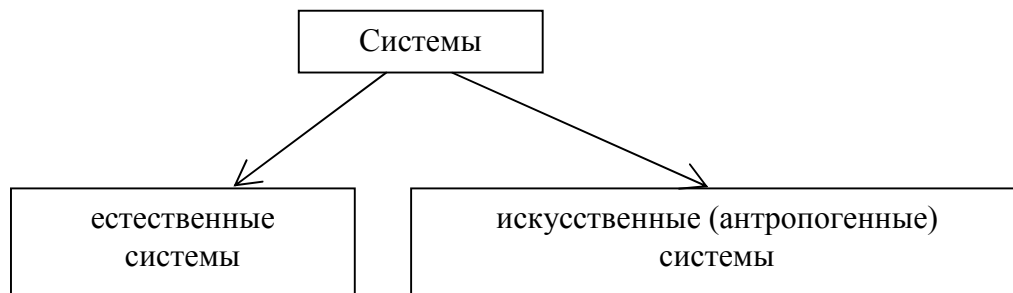 Системы
естественные
системы
искусственные (антропогенные)
системы